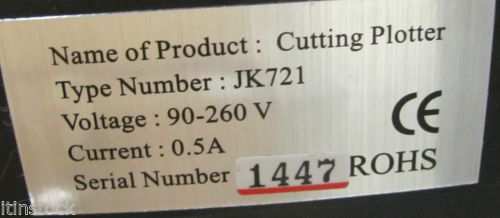 Name of Product : Cutting Plotter
Type Number : JK721
Voltage : 90-260 V
Current : 0.5A
CE
Serial Number 1447 ROHS
itinstock